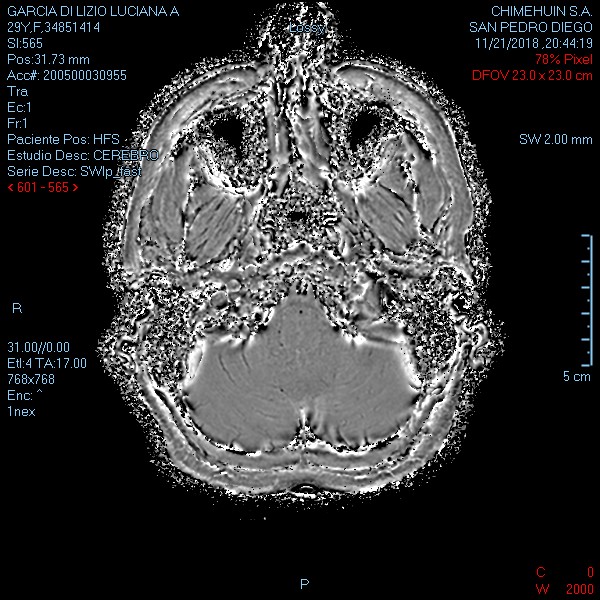 GARCIA DI LIZIO LUCIANA A
29Y,F,34851414
SI:565
Pos:31.73 mm
Acc#: 200500030955
Tra
Ec:1
Fr:1
Paciente Pos: HFS
Estudio Desc: CEREBRO
Serie Desc: SWIp_fast
< 601 - 565 >
Lossy
CHIMEHUIN S.A.
SAN PEDRO DIEGO
11/21/2018 ,20:44:19
78% Pixel
DFOV 23.0 x 23.0 cm
SW 2.00 mm
R
31.00//0.00
Etl:4 TA:17.00
768x768
Enc: ^
1nex
5 cm
P
C 0
W 2000